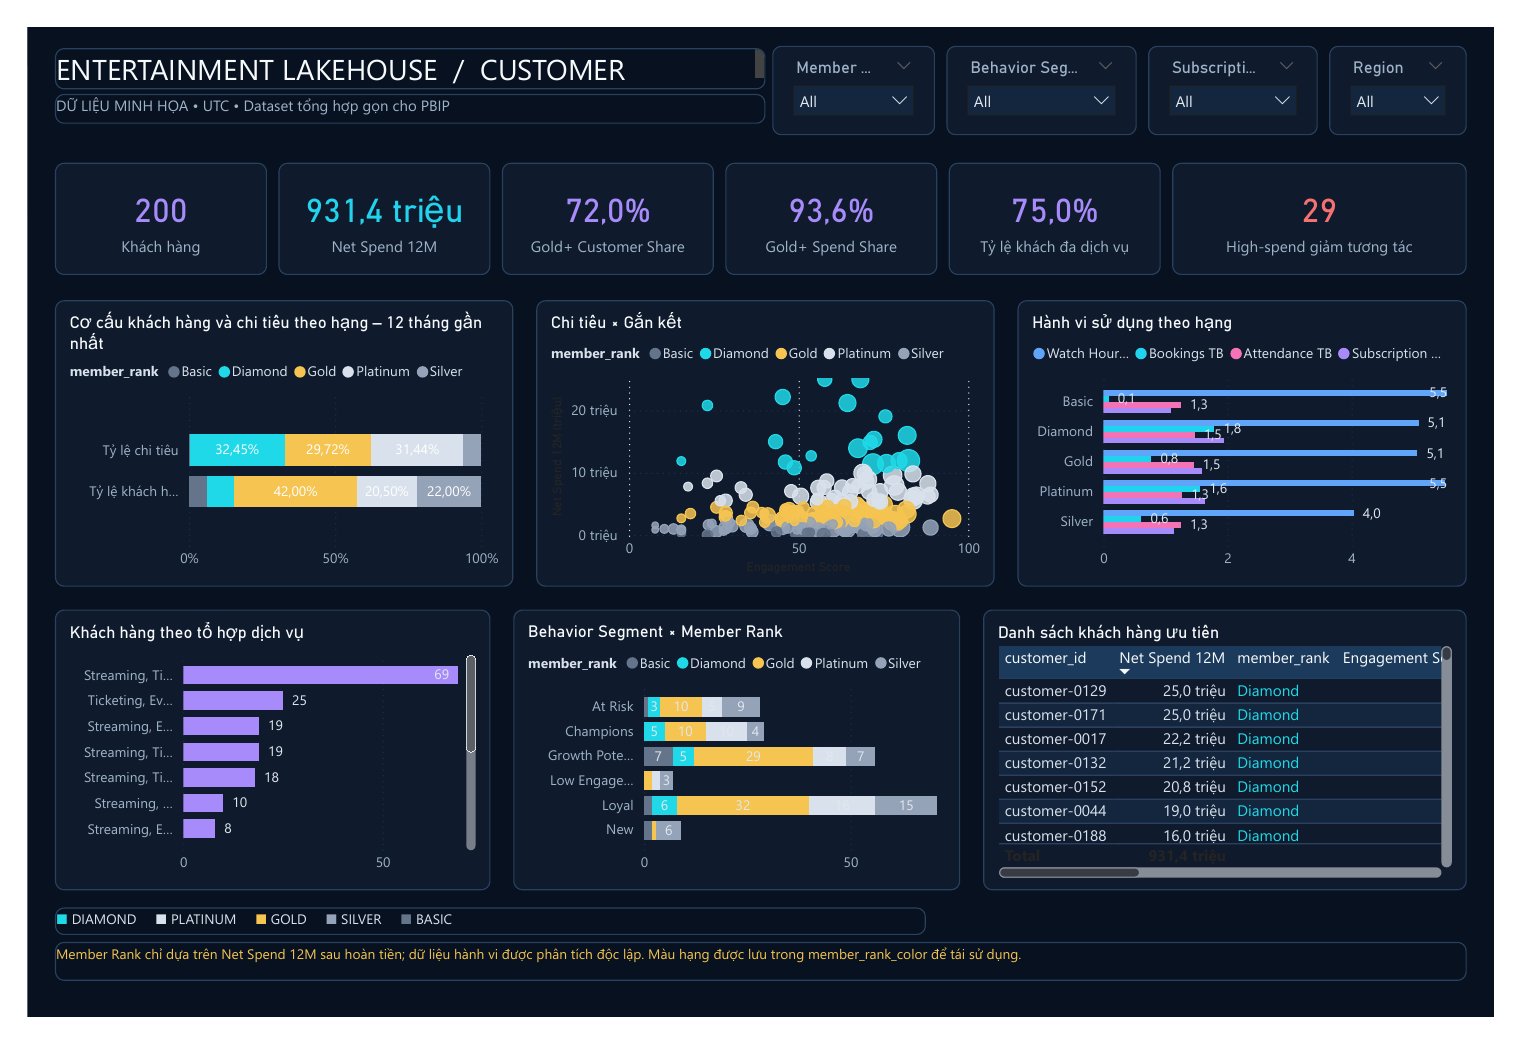 ENTERTAINMENT LAKEHOUSE / CUSTOMER
DỮ LIỆU MINH HỌA • UTC • Dataset tổng hợp gọn cho PBIP
Member ...
All
Behavior Seg...
All
Subscripti...
All
Region
All
200
Khách hàng
931,4 triệu
Net Spend 12M
72,0%
Gold+ Customer Share
93,6%
Gold+ Spend Share
75,0%
Tỷ lệ khách đa dịch vụ
29
High-spend giảm tương tác
Cơ cấu khách hàng và chi tiêu theo hạng – 12 tháng gần
nhất
member_rank Basic Diamond Gold Platinum Silver
Tỷ lệ chi tiêu 32,45% 29,72% 31,44%
Tỷ lệ khách h... 42,00% 20,50% 22,00%
0% 50% 100%
Chi tiêu × Gắn kết
member_rank Basic Diamond Gold Platinum Silver
Net Spend 12M (triệu)
20 triệu
10 triệu
0 triệu
0 50 100
Engagement Score
Hành vi sử dụng theo hạng
Watch Hour... Bookings TB Attendance TB Subscription ...
Basic 5,5 0,1 1,3
Diamond 5,1 1,8 1,5
Gold 5,1 0,8 1,5
Platinum 5,5 1,6 1,3
Silver 4,0 0,6 1,3
0 2 4
Khách hàng theo tổ hợp dịch vụ
Streaming, Ti... 69
Ticketing, Ev... 25
Streaming, E... 19
Streaming, Ti... 19
Streaming, Ti... 18
Streaming, ... 10
Streaming, E... 8
0 50
Behavior Segment × Member Rank
member_rank Basic Diamond Gold Platinum Silver
At Risk 3 10 9
Champions 5 10 4
Growth Pote... 7 5 29 7
Low Engage... 3
Loyal 6 32 15
New 6
0 50
Danh sách khách hàng ưu tiên
customer_id Net Spend 12M member_rank Engagement S
customer-0129 25,0 triệu Diamond
customer-0171 25,0 triệu Diamond
customer-0017 22,2 triệu Diamond
customer-0132 21,2 triệu Diamond
customer-0152 20,8 triệu Diamond
customer-0044 19,0 triệu Diamond
customer-0188 16,0 triệu Diamond
Total 931,4 triệu
DIAMOND PLATINUM GOLD SILVER BASIC
Member Rank chỉ dựa trên Net Spend 12M sau hoàn tiền; dữ liệu hành vi được phân tích độc lập. Màu hạng được lưu trong member_rank_color để tái sử dụng.